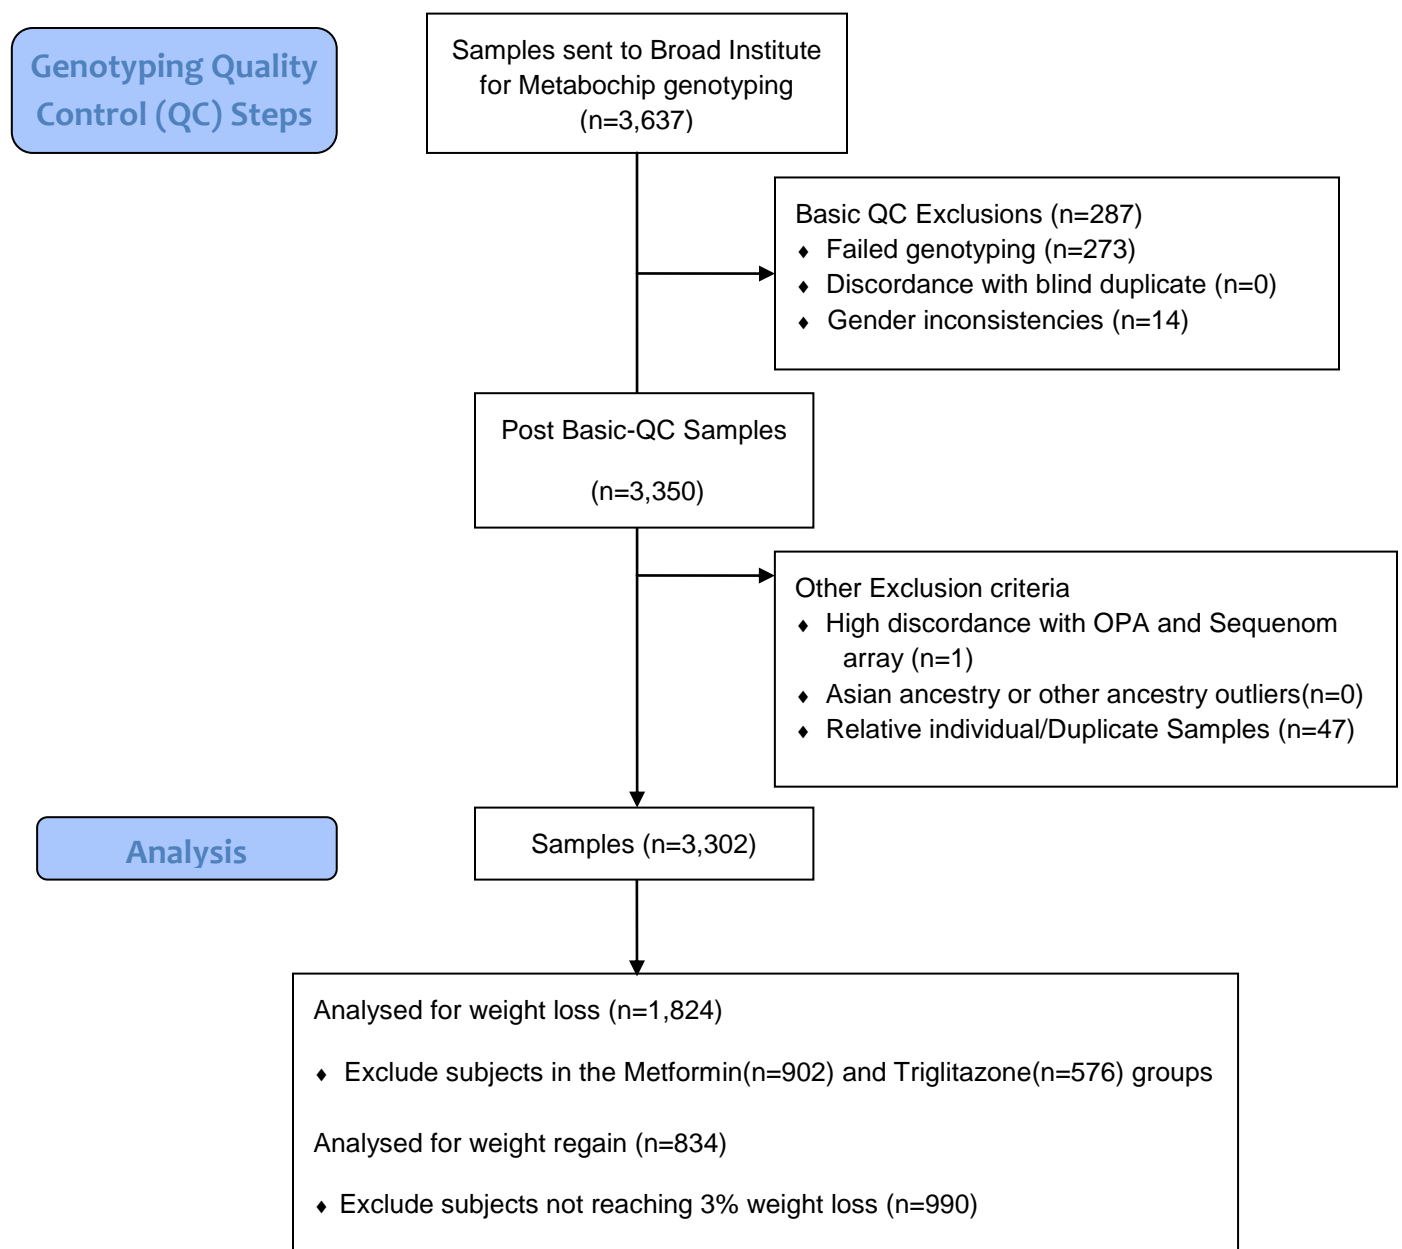 Genotyping Quality
Control (QC) Steps
Samples sent to Broad Institute
for Metabochip genotyping
(n=3,637)
Basic QC Exclusions (n=287)
♦ Failed genotyping (n=273)
♦ Discordance with blind duplicate (n=0)
♦ Gender inconsistencies (n=14)
Post Basic-QC Samples
(n=3,350)
Other Exclusion criteria
♦ High discordance with OPA and Sequenom
array (n=1)
♦ Asian ancestry or other ancestry outliers(n=0)
♦ Relative individual/Duplicate Samples (n=47)
Analysis
Samples (n=3,302)
Analysed for weight loss (n=1,824)
♦ Exclude subjects in the Metformin(n=902) and Triglitazone(n=576) groups
Analysed for weight regain (n=834)
♦ Exclude subjects not reaching 3% weight loss (n=990)